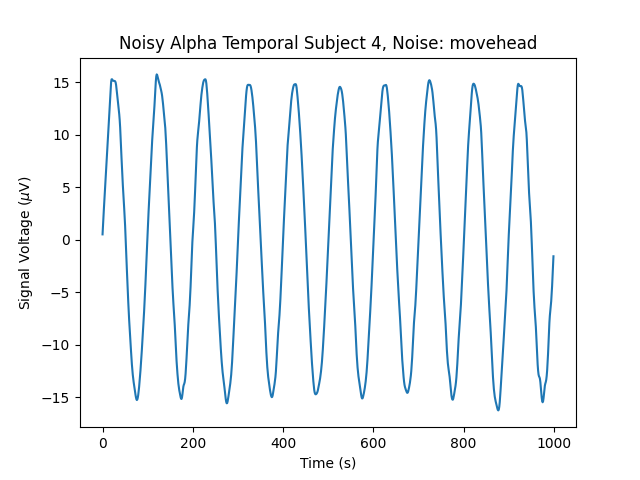 Noisy Alpha Temporal Subject 4, Noise: movehead
15
10
5
0
−5
−10
−15
Signal Voltage (μV)
0 200 400 600 800 1000
Time (s)